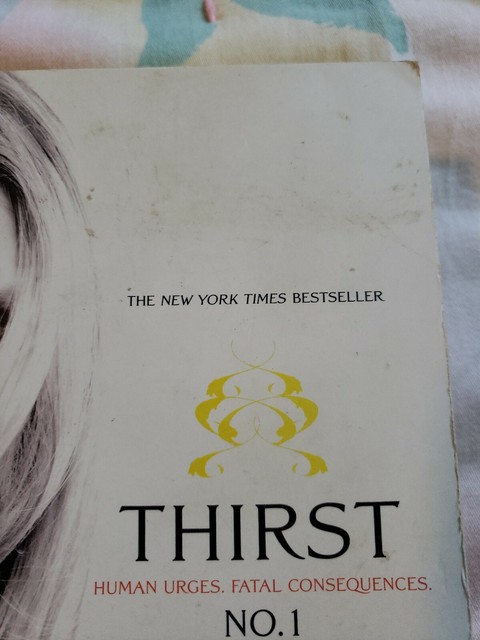 THE NEW YORK TIMES BESTSELLER
THIRST
HUMAN URGES. FATAL CONSEQUENCES.
NO.1